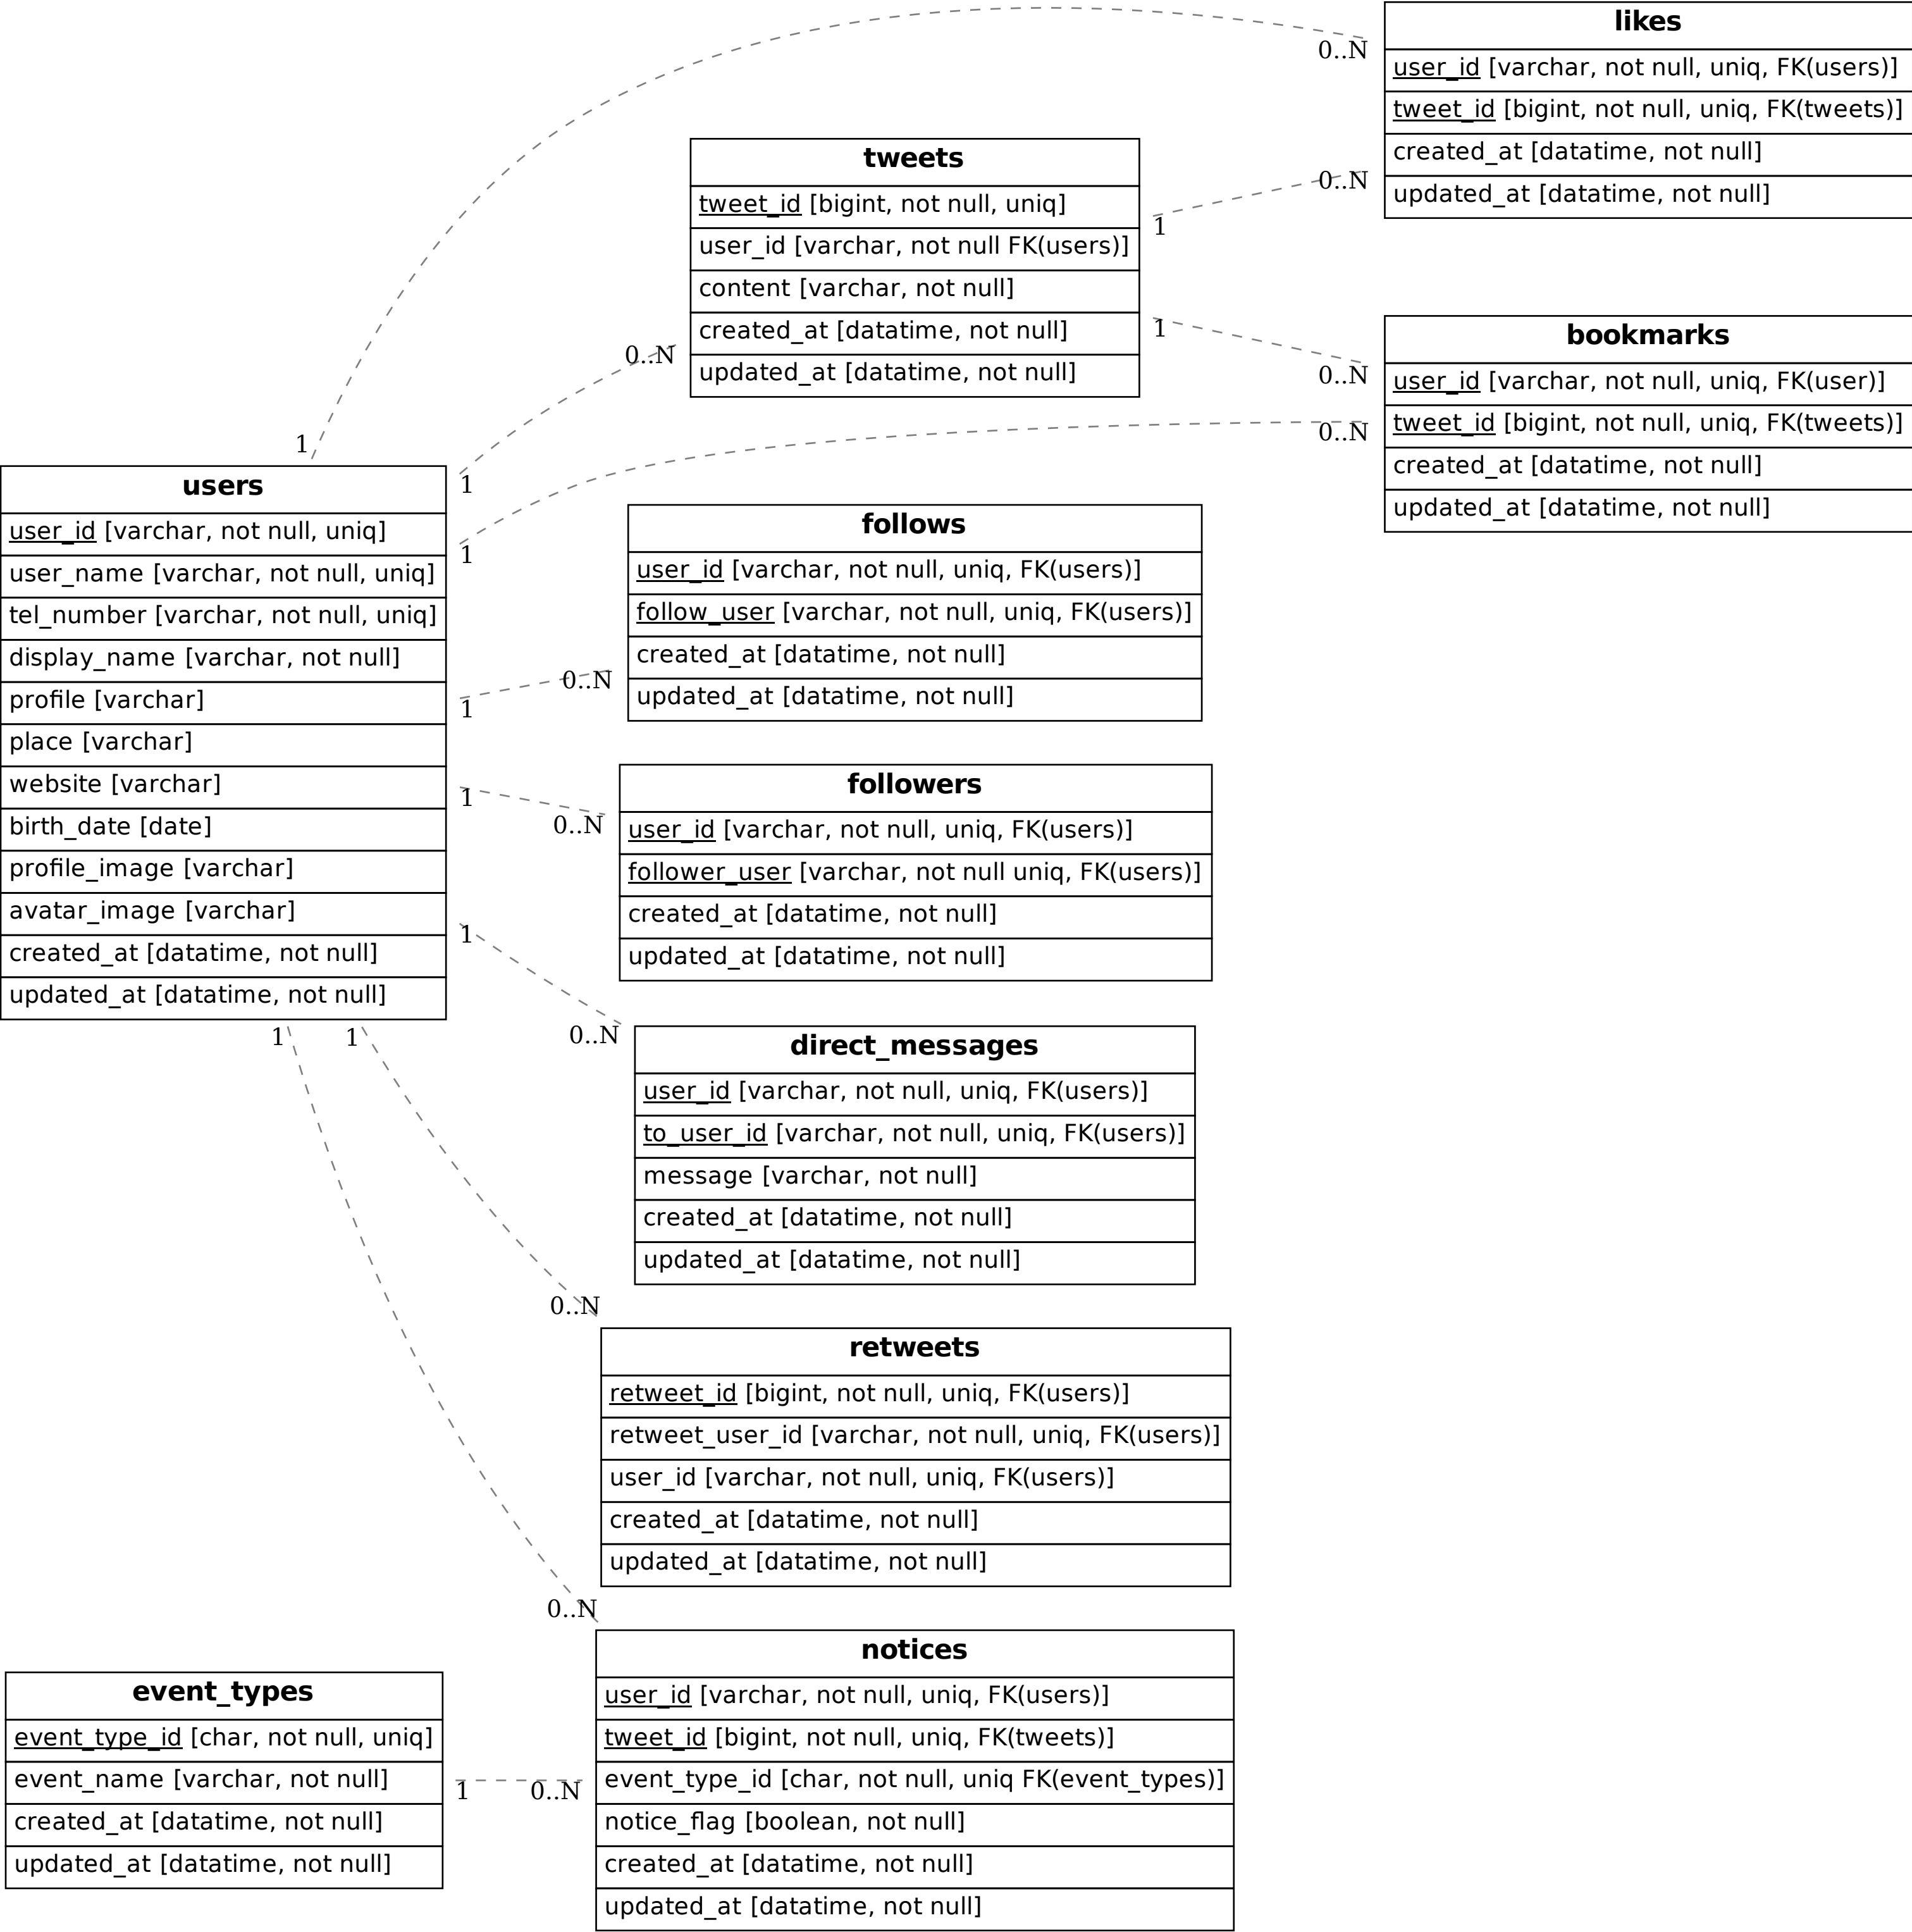 likes
user_id [varchar, not null, uniq, FK(users)]
tweet_id [bigint, not null, uniq, FK(tweets)]
created_at [datatime, not null]
updated_at [datatime, not null]
tweets
tweet_id [bigint, not null, uniq]
user_id [varchar, not null FK(users)]
content [varchar, not null]
created_at [datatime, not null]
updated_at [datatime, not null]
bookmarks
user_id [varchar, not null, uniq, FK(user)]
tweet_id [bigint, not null, uniq, FK(tweets)]
created_at [datatime, not null]
updated_at [datatime, not null]
users
user_id [varchar, not null, uniq]
user_name [varchar, not null, uniq]
tel_number [varchar, not null, uniq]
display_name [varchar, not null]
profile [varchar]
place [varchar]
website [varchar]
birth_date [date]
profile_image [varchar]
avatar_image [varchar]
created_at [datatime, not null]
updated_at [datatime, not null]
follows
user_id [varchar, not null, uniq, FK(users)]
follow_user [varchar, not null, uniq, FK(users)]
created_at [datatime, not null]
updated_at [datatime, not null]
followers
user_id [varchar, not null, uniq, FK(users)]
follower_user [varchar, not null uniq, FK(users)]
created_at [datatime, not null]
updated_at [datatime, not null]
direct_messages
user_id [varchar, not null, uniq, FK(users)]
to_user_id [varchar, not null, uniq, FK(users)]
message [varchar, not null]
created_at [datatime, not null]
updated_at [datatime, not null]
retweets
retweet_id [bigint, not null, uniq, FK(users)]
retweet_user_id [varchar, not null, uniq, FK(users)]
user_id [varchar, not null, uniq, FK(users)]
created_at [datatime, not null]
updated_at [datatime, not null]
notices
user_id [varchar, not null, uniq, FK(users)]
tweet_id [bigint, not null, uniq, FK(tweets)]
event_type_id [char, not null, uniq FK(event_types)]
notice_flag [boolean, not null]
created_at [datatime, not null]
updated_at [datatime, not null]
event_types
event_type_id [char, not null, uniq]
event_name [varchar, not null]
created_at [datatime, not null]
updated_at [datatime, not null]
1
0..N
1
0..N
1
0..N
1
0..N
1
0..N
1
0..N
1
0..N
1
0..N
1
0..N
1
0..N
1
0..N